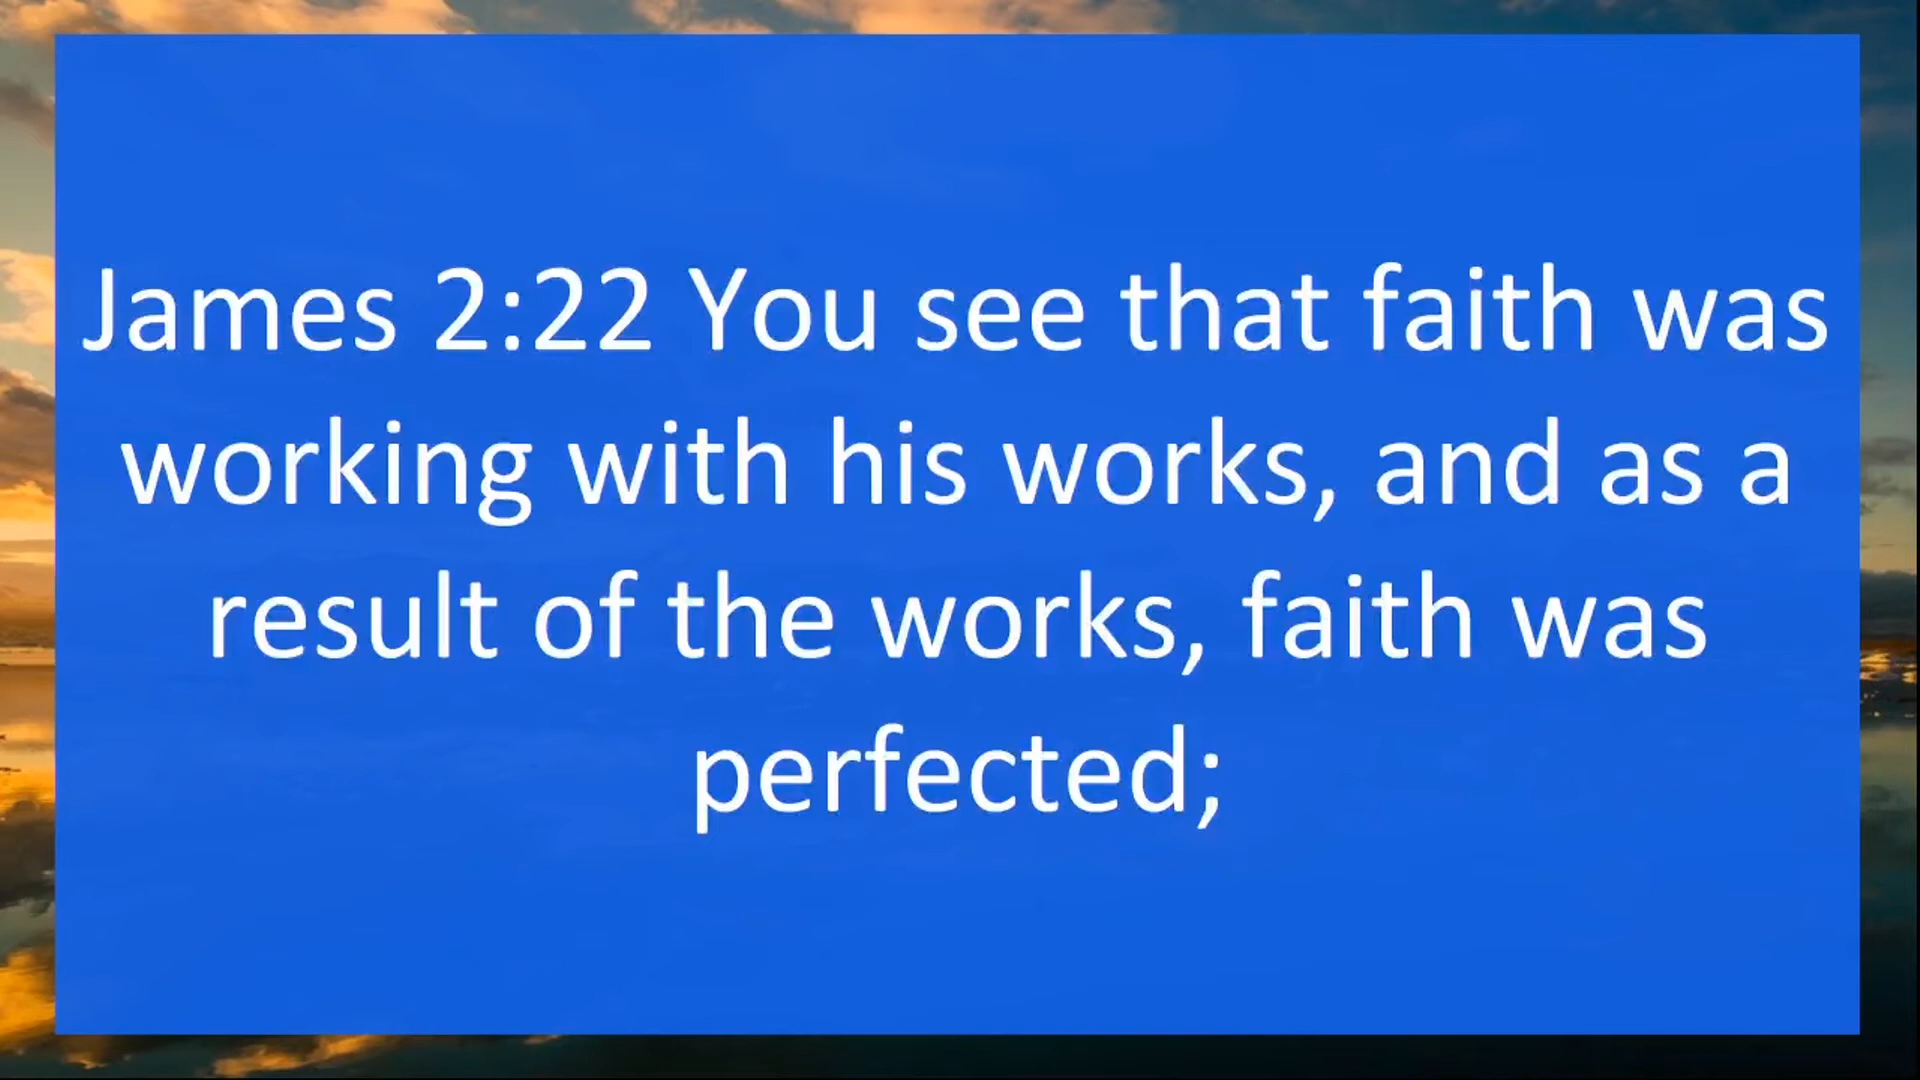 James 2:22 You see that faith was
working with his works, and as a
result of the works, faith was
perfected;